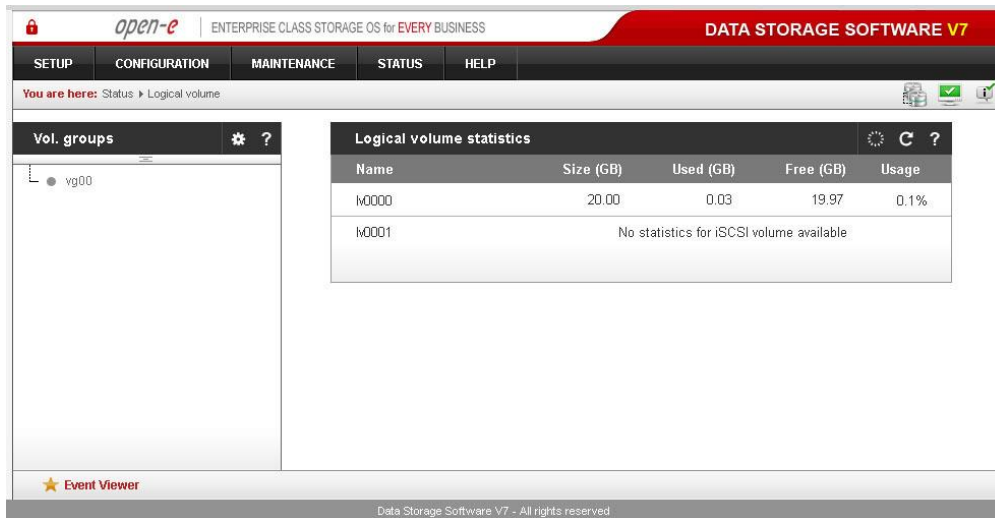 open-e ENTERPRISE CLASS STORAGE OS for EVERY BUSINESS DATA STORAGE SOFTWARE V7
SETUP CONFIGURATION MAINTENANCE STATUS HELP
You are here: Status Logical volume
Vol. groups ?
vg00
Logical volume statistics ?
Name Size (GB) Used (GB) Free (GB) Usage
lv0000 20.00 0.03 19.97 0.1%
lv0001 No statistics for iSCSI volume available
Event Viewer
Data Storage Software V7 - All rights reserved